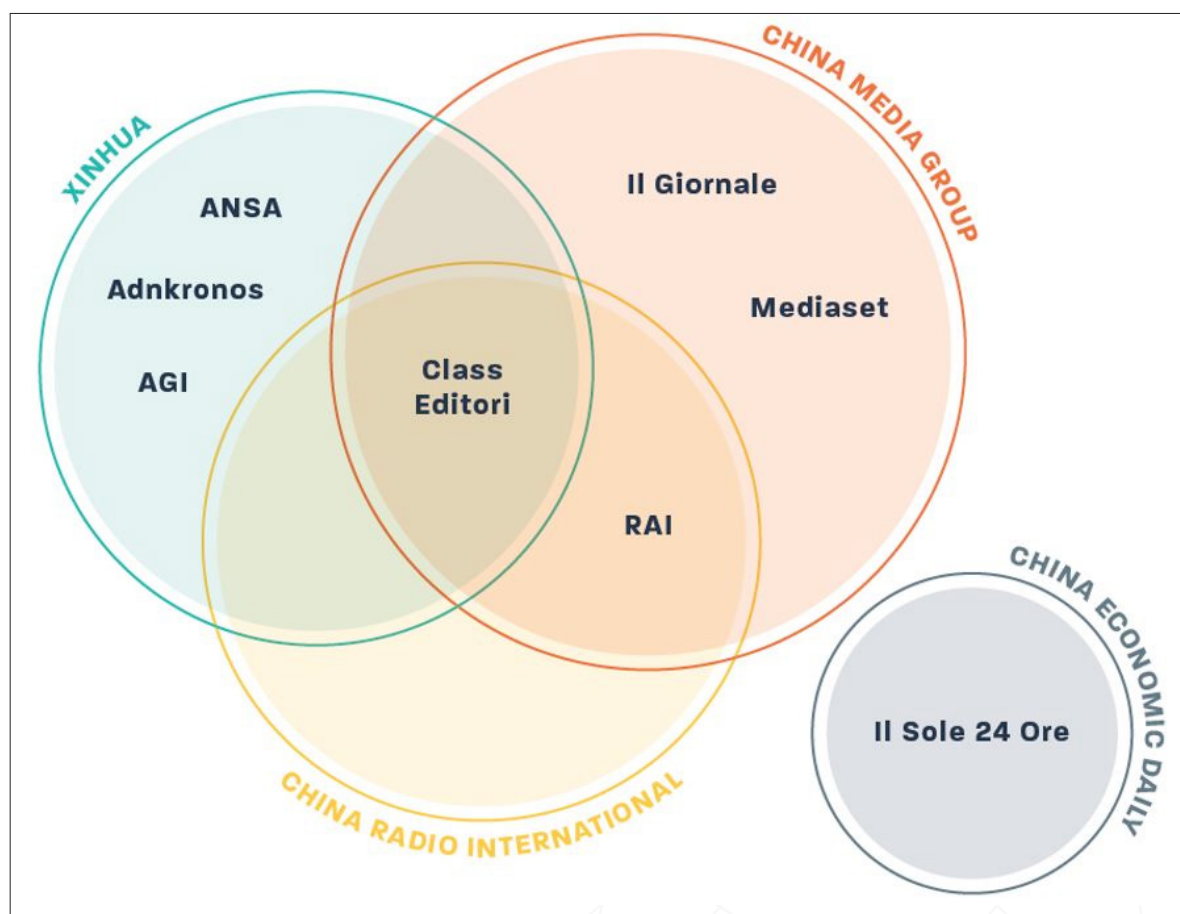 CHINA MEDIA GROUP
XINHUA
Il Giornale
ANSA
Adnkronos
Mediaset
Class
Editori
AGI
RAI
CHINA ECONOMIC DAILY
Il Sole 24 Ore
CHINA RADIO INTERNATIONAL